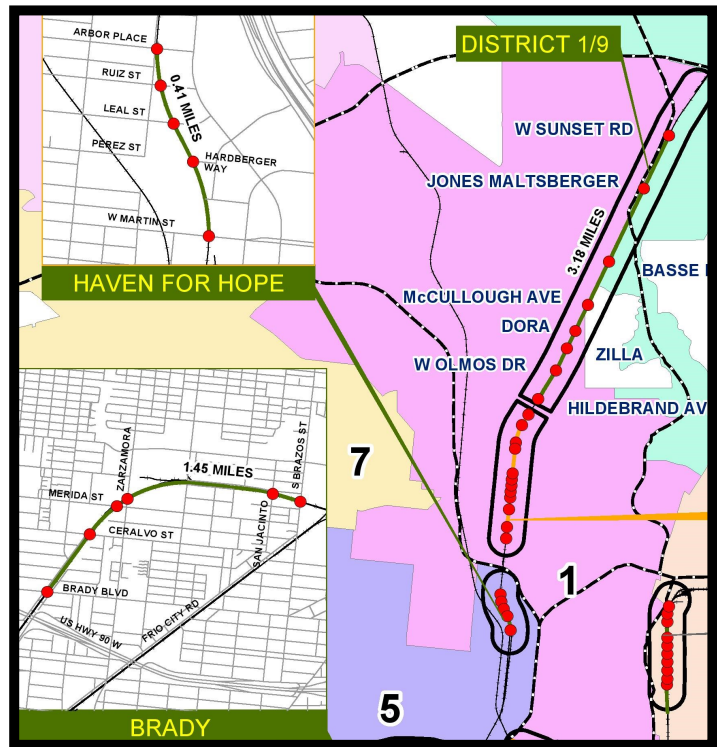 ARBOR PLACE
RUIZ ST
LEAL ST
PEREZ ST
HARDBERGER
WAY
W MARTIN ST
0.41 MILES
HAVEN FOR HOPE
DISTRICT 1/9
W SUNSET RD
JONES MALTSBERGER
3.18 MILES
BASSE
McCULLOUGH AVE
DORA
W OLMOS DR
ZILLA
HILDEBRAND AV
7
1
5
ZARZAMORA
1.45 MILES
S BRAZOS ST
MERIDA ST
SAN JACINTO
CERALVO ST
BRADY BLVD
FRIO CITY RD
US HWY 90 W
BRADY